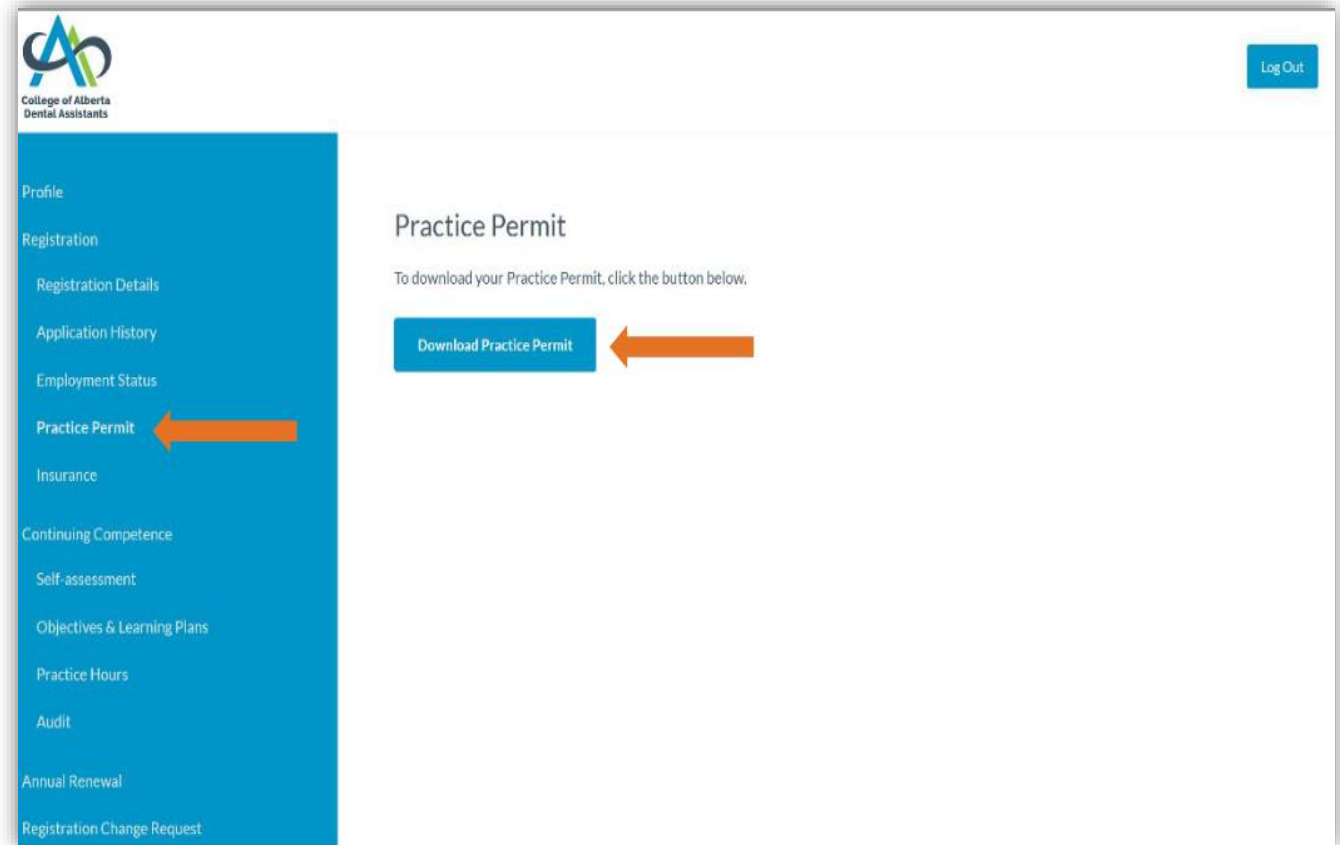 College of Alberta
Dental Assistants
Log Out
Profile
Registration
Registration Details
Application History
Employment Status
Practice Permit
Insurance
Continuing Competence
Self-assessment
Objectives & Learning Plans
Practice Hours
Audit
Annual Renewal
Registration Change Request
Practice Permit
To download your Practice Permit, click the button below.
Download Practice Permit